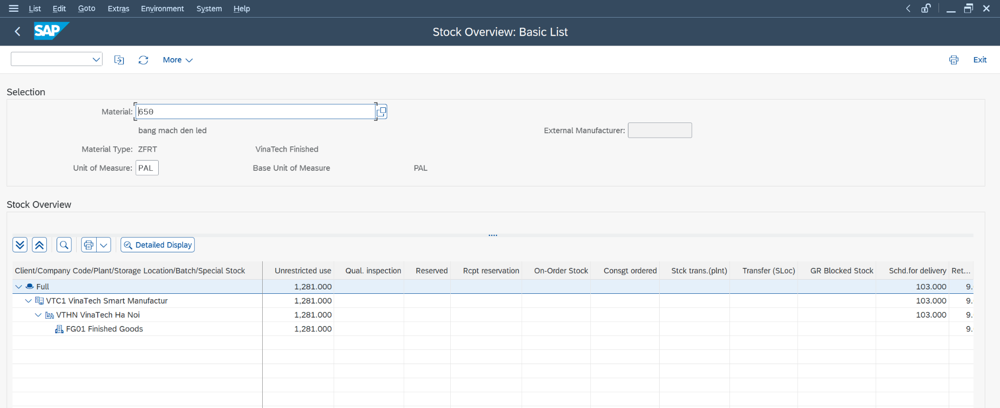 List Edit Goto Extras Environment System Help
SAP
Stock Overview: Basic List
More
Exit
Selection
Material: 650
bang mach den led
External Manufacturer:
Material Type: ZFRT VinaTech Finished
Unit of Measure: PAL Base Unit of Measure PAL
Stock Overview
Detailed Display
Client/Company Code/Plant/Storage Location/Batch/Special Stock Unrestricted use Qual. inspection Reserved Rcpt reservation On-Order Stock Consgt ordered Stck trans.(plnt) Transfer (SLoc) GR Blocked Stock Schd.for delivery Ret...
Full 1,281.000 103.000 9.
VTC1 VinaTech Smart Manufactur 1,281.000 103.000 9.
VTHN VinaTech Ha Noi 1,281.000 103.000 9.
FG01 Finished Goods 1,281.000 9.